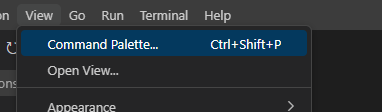 View Go Run Terminal Help
Command Palette... Ctrl+Shift+P
Open View...
Appearance